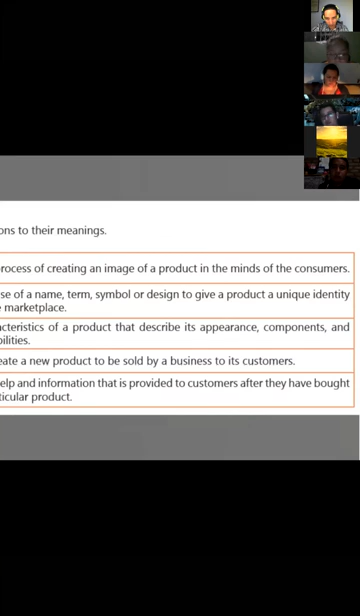 ons to their meanings.
rocess of creating an image of a product in the minds of the consumers.
se of a name, term, symbol or design to give a product a unique identity
e marketplace.
cteristics of a product that describe its appearance, components, and
bilities.
eate a new product to be sold by a business to its customers.
elp and information that is provided to customers after they have bought
ticular product.